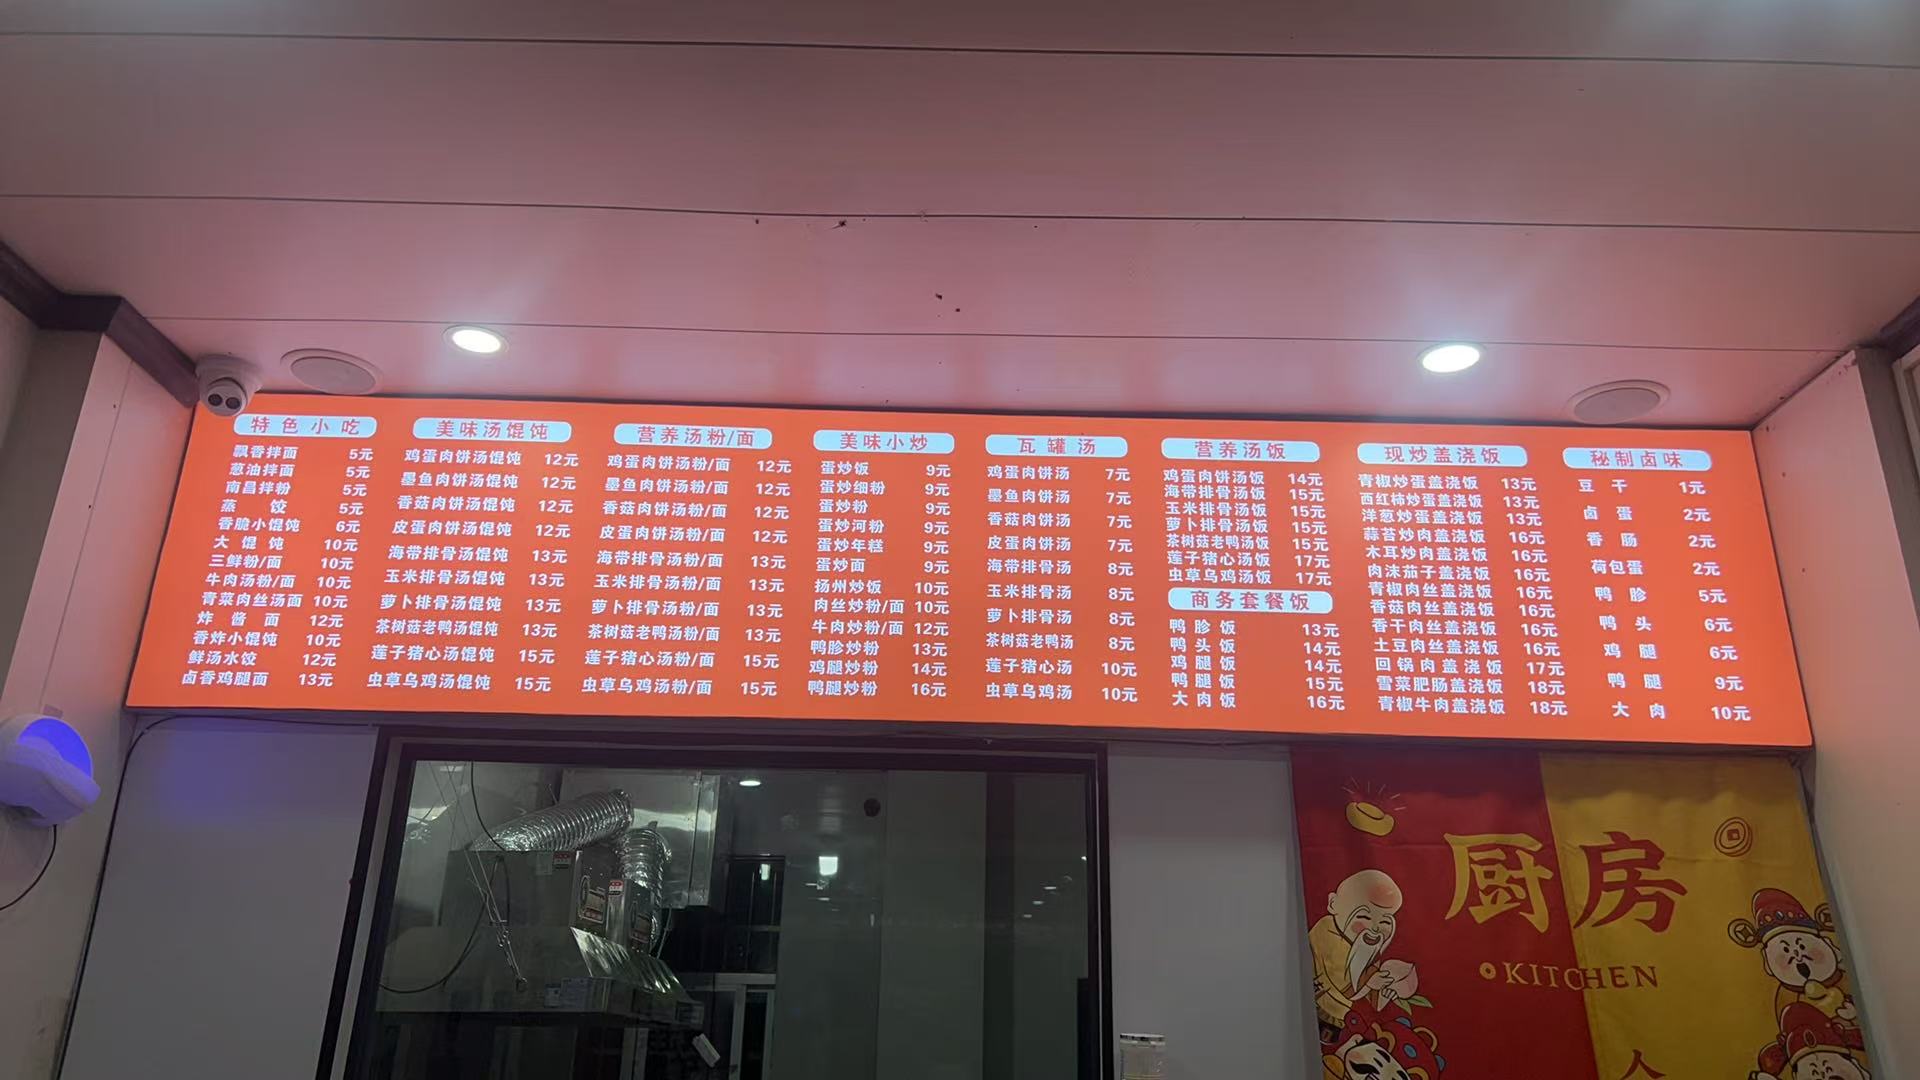 特色小吃
飘香拌面 5元
葱油拌面 5元
南昌拌粉 5元
蒸 饺 5元
香脆小馄饨 6元
大馄饨 10元
三鲜粉/面 10元
牛肉汤粉/面 10元
青菜肉丝汤面 10元
炸酱面 12元
香炸小馄饨 10元
鲜汤水饺 12元
卤香鸡腿面 13元
美味汤馄饨
鸡蛋肉饼汤馄饨 12元
墨鱼肉饼汤馄饨 12元
香菇肉饼汤馄饨 12元
皮蛋肉饼汤馄饨 12元
海带排骨汤馄饨 13元
玉米排骨汤馄饨 13元
萝卜排骨汤馄饨 13元
茶树菇老鸭汤馄饨 13元
莲子猪心汤馄饨 15元
虫草乌鸡汤馄饨 15元
营养汤粉/面
鸡蛋肉饼汤粉/面 12元
墨鱼肉饼汤粉/面 12元
香菇肉饼汤粉/面 12元
皮蛋肉饼汤粉/面 12元
海带排骨汤粉/面 13元
玉米排骨汤粉/面 13元
萝卜排骨汤粉/面 13元
茶树菇老鸭汤粉/面 13元
莲子猪心汤粉/面 15元
虫草乌鸡汤粉/面 15元
美味小炒
蛋炒饭 9元
蛋炒细粉 9元
蛋炒粉 9元
蛋炒河粉 9元
蛋炒年糕 9元
蛋炒面 9元
扬州炒饭 10元
肉丝炒粉/面 10元
牛肉炒粉/面 12元
鸭胗炒粉 13元
鸡腿炒粉 14元
鸭腿炒粉 16元
瓦罐汤
鸡蛋肉饼汤 7元
墨鱼肉饼汤 7元
香菇肉饼汤 7元
皮蛋肉饼汤 7元
海带排骨汤 8元
玉米排骨汤 8元
萝卜排骨汤 8元
茶树菇老鸭汤 8元
莲子猪心汤 10元
虫草乌鸡汤 10元
营养汤饭
鸡蛋肉饼汤饭 14元
海带排骨汤饭 15元
玉米排骨汤饭 15元
萝卜排骨汤饭 15元
茶树菇老鸭汤饭 15元
莲子猪心汤饭 17元
虫草乌鸡汤饭 17元
商务套餐饭
鸭胗饭 13元
鸭头饭 14元
鸡腿饭 14元
鸭腿饭 15元
大肉饭 16元
现炒盖浇饭
青椒炒蛋盖浇饭 13元
西红柿炒蛋盖浇饭 13元
洋葱炒蛋盖浇饭 13元
蒜苔炒肉盖浇饭 16元
木耳炒肉盖浇饭 16元
肉沫茄子盖浇饭 16元
青椒肉丝盖浇饭 16元
香菇肉丝盖浇饭 16元
香干肉丝盖浇饭 16元
土豆肉丝盖浇饭 16元
回锅肉盖浇饭 17元
雪菜肥肠盖浇饭 18元
青椒牛肉盖浇饭 18元
秘制卤味
豆干 1元
卤蛋 2元
香肠 2元
荷包蛋 2元
鸭胗 5元
鸭头 6元
鸡腿 6元
鸭腿 9元
大肉 10元
厨房
KITCHEN